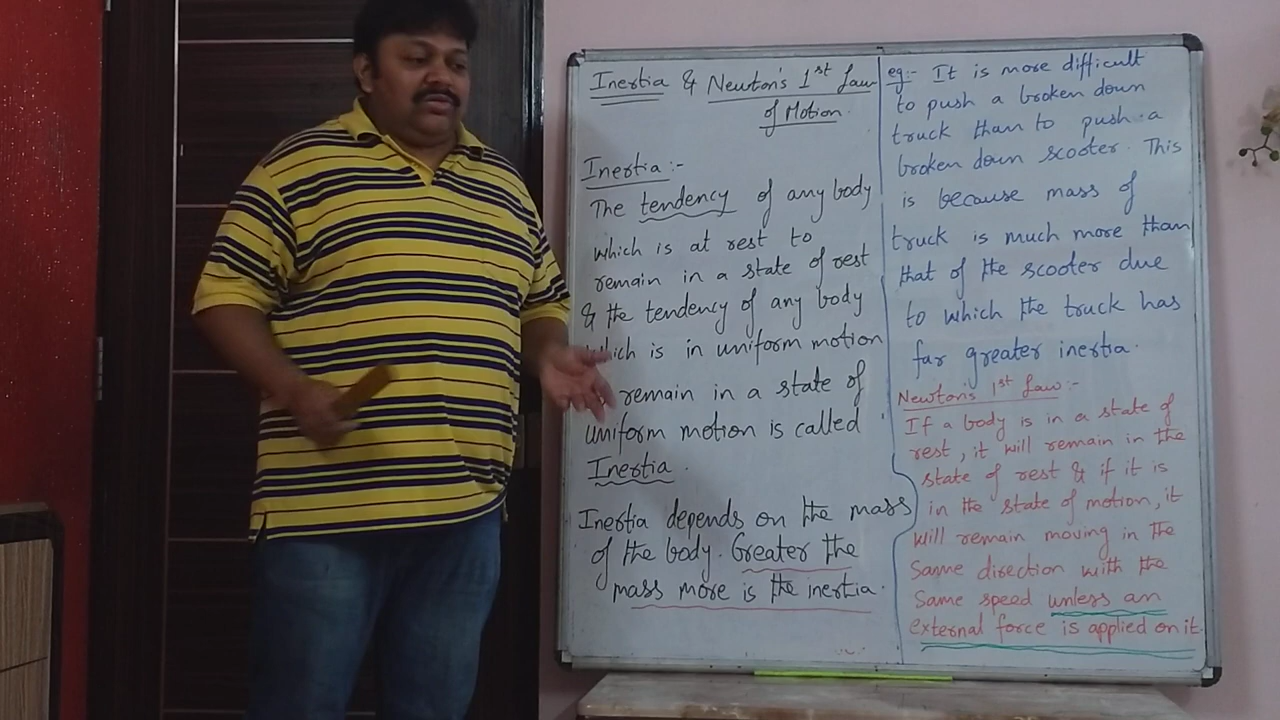 Inertia & Newton's 1st Law
of Motion.
Inertia :-
The tendency of any body
which is at rest to
remain in a state of rest
& the tendency of any body
which is in uniform motion
remain in a state of
uniform motion is called
Inertia.
Inertia depends on the mass
of the body. Greater the
mass more is the inertia.
eg:- It is more difficult
to push a broken down
truck than to push a
broken down scooter. This
is because mass of
truck is much more than
that of the scooter due
to which the truck has
far greater inertia.
Newton's 1st Law :-
If a body is in a state of
rest, it will remain in the
state of rest & if it is
in the state of motion, it
will remain moving in the
same direction with the
same speed unless an
external force is applied on it.